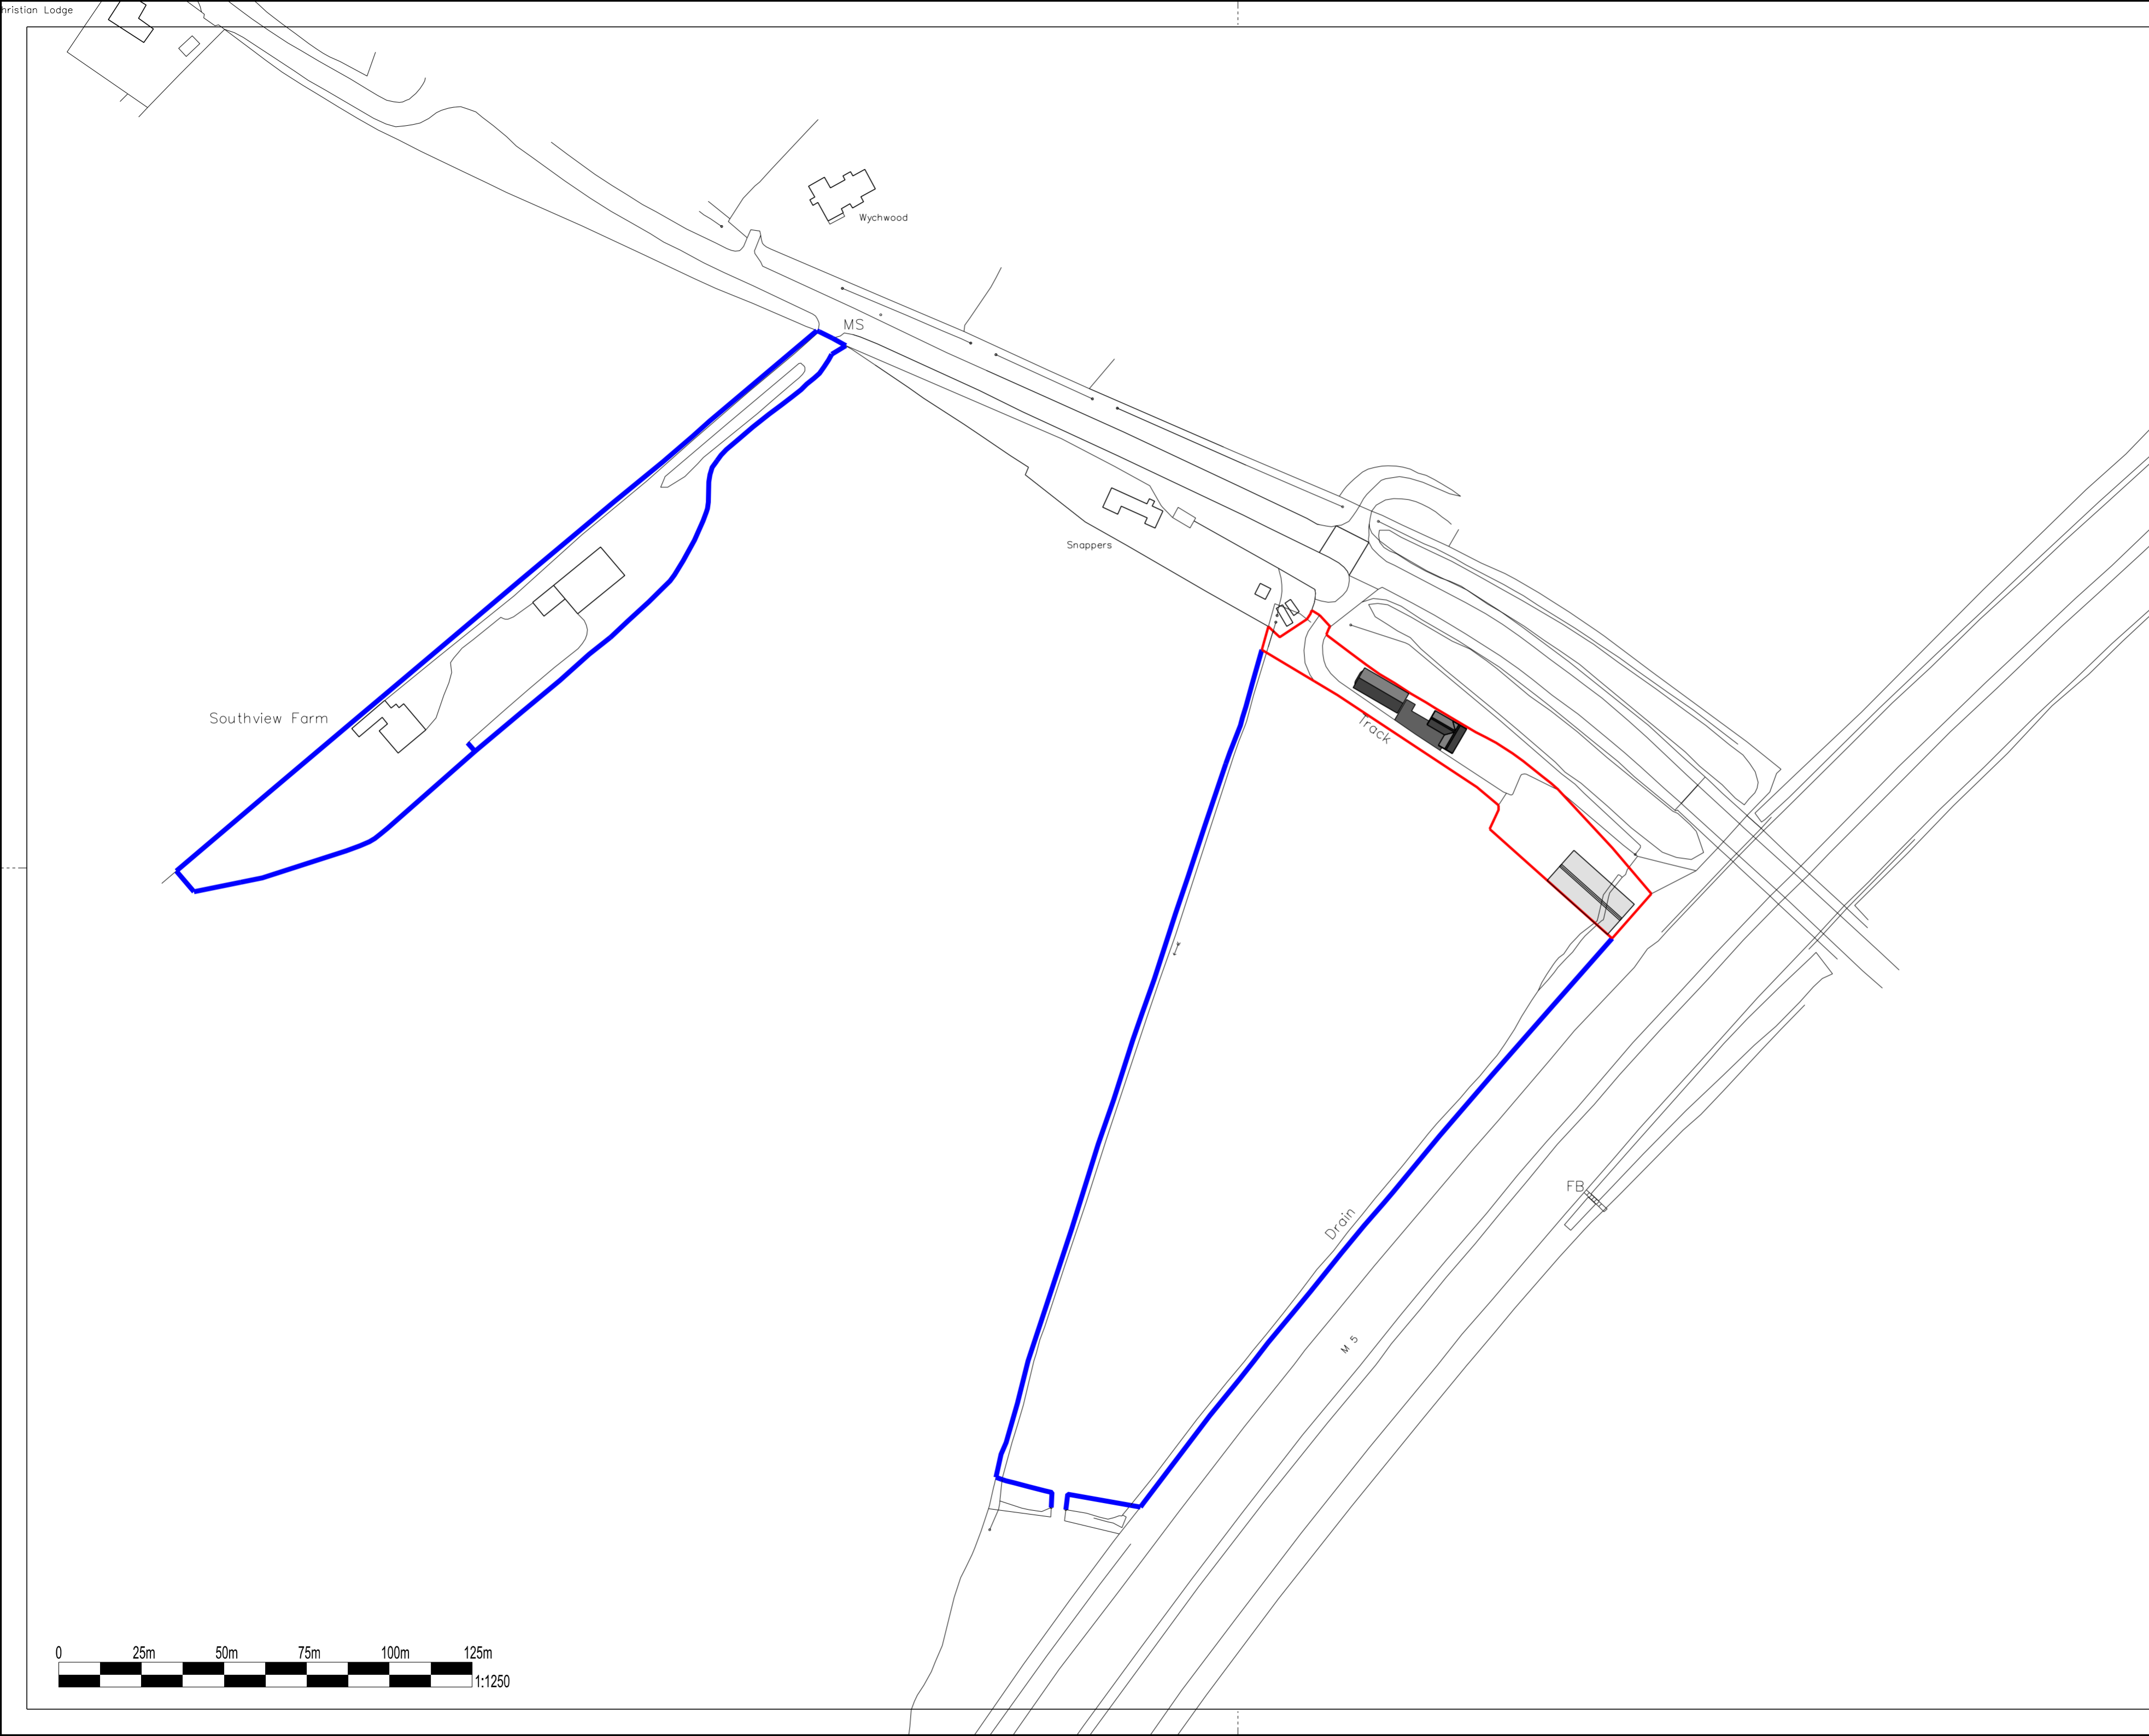 hristian Lodge
Wychwood
MS
Snappers
Southview Farm
Track
FB
Drain
M 5
0 25m 50m 75m 100m 125m
1:1250